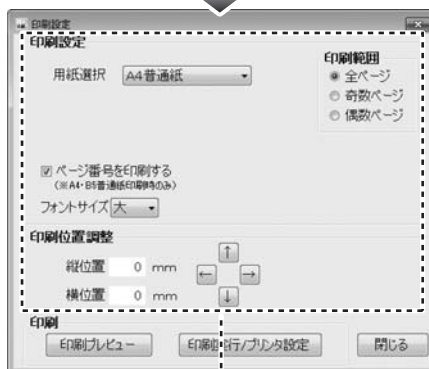 印刷設定
印刷設定
用紙選択 A4普通紙
印刷範囲
全ページ
奇数ページ
偶数ページ
ページ番号を印刷する
(※A4・B5普通紙印刷時のみ)
フォントサイズ 大
印刷位置調整
縦位置 0 mm
横位置 0 mm
↑
← →
↓
印刷
印刷プレビュー 印刷実行/プリンタ設定 閉じる